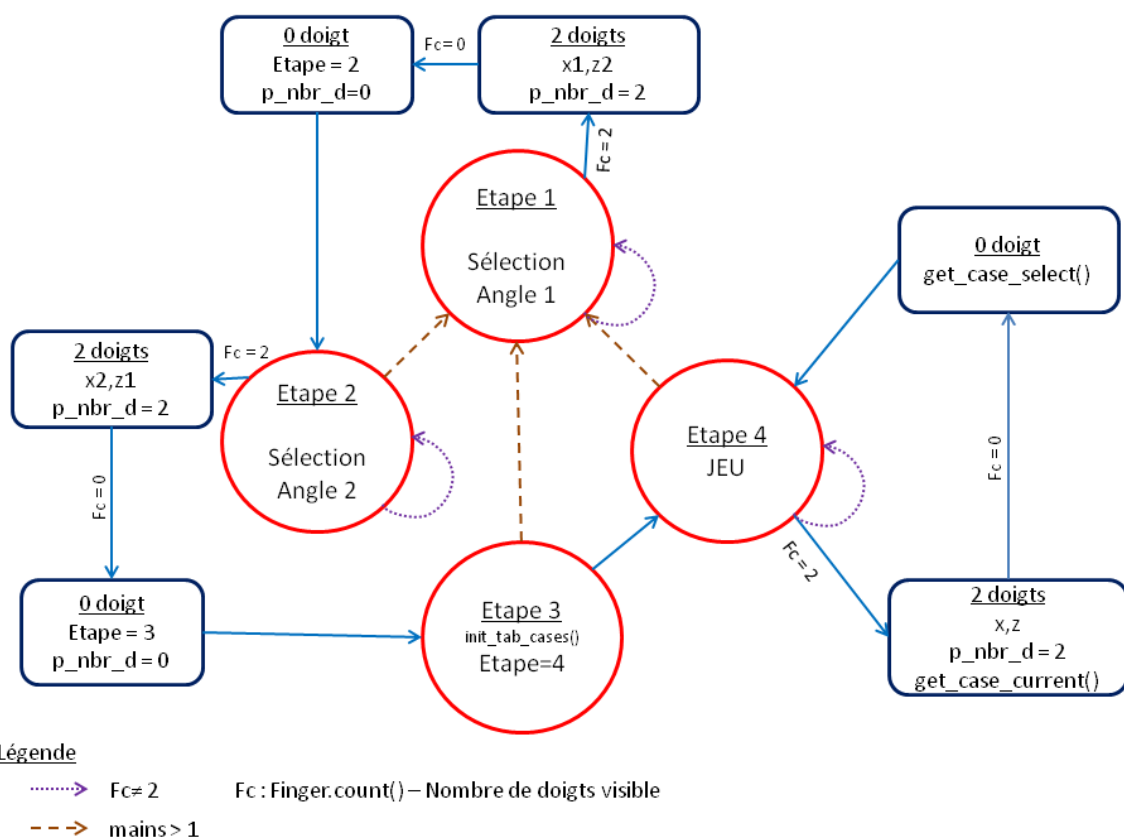 0 doigt
Etape = 2
p_nbr_d=0
Fc=0
2 doigts
x1,z2
p_nbr_d = 2
Fc = 2
Etape 1
Sélection
Angle 1
0 doigt
get_case_select()
2 doigts
x2,z1
p_nbr_d = 2
Fc = 2
Etape 2
Sélection
Angle 2
Etape 4
JEU
Fc=0
Fc=0
Fc = 2
0 doigt
Etape = 3
p_nbr_d = 0
Etape 3
init_tab_cases()
Etape=4
2 doigts
x,z
p_nbr_d = 2
get_case_current()
Légende
Fc≠ 2
Fc : Finger.count() – Nombre de doigts visible
mains > 1